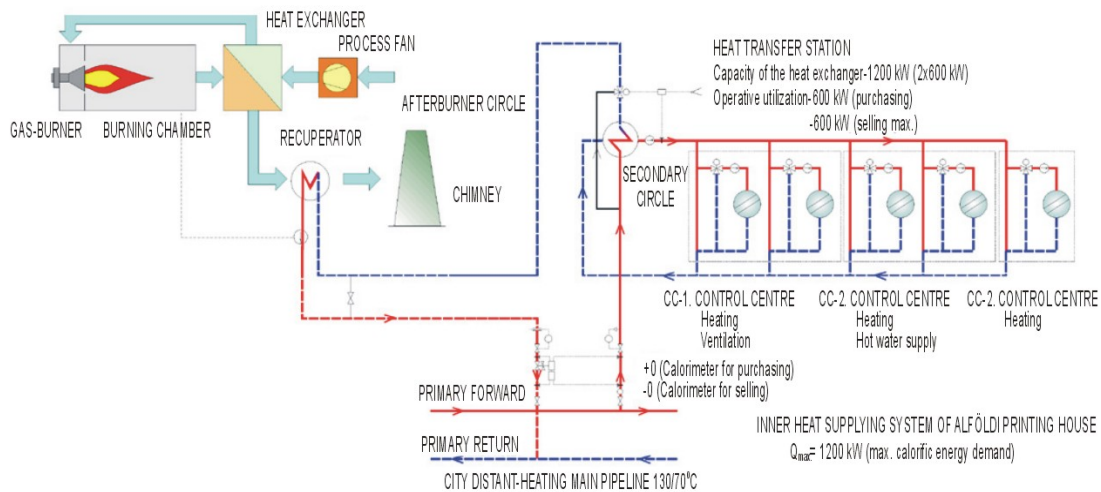 HEAT EXCHANGER
PROCESS FAN
GAS-BURNER
BURNING CHAMBER
AFTERBURNER CIRCLE
RECUPERATOR
CHIMNEY
HEAT TRANSFER STATION
Capacity of the heat exchanger-1200 kW (2x600 kW)
Operative utilization-600 kW (purchasing)
-600 kW (selling max.)
SECONDARY
CIRCLE
CC-1. CONTROL CENTRE
Heating
Ventilation
CC-2. CONTROL CENTRE
Heating
Hot water supply
CC-2. CONTROL CENTRE
Heating
+0 (Calorimeter for purchasing)
-0 (Calorimeter for selling)
PRIMARY FORWARD
PRIMARY RETURN
CITY DISTANT-HEATING MAIN PIPELINE 130/70°C
INNER HEAT SUPPLYING SYSTEM OF ALFÖLDI PRINTING HOUSE
Qmax= 1200 kW (max. calorific energy demand)